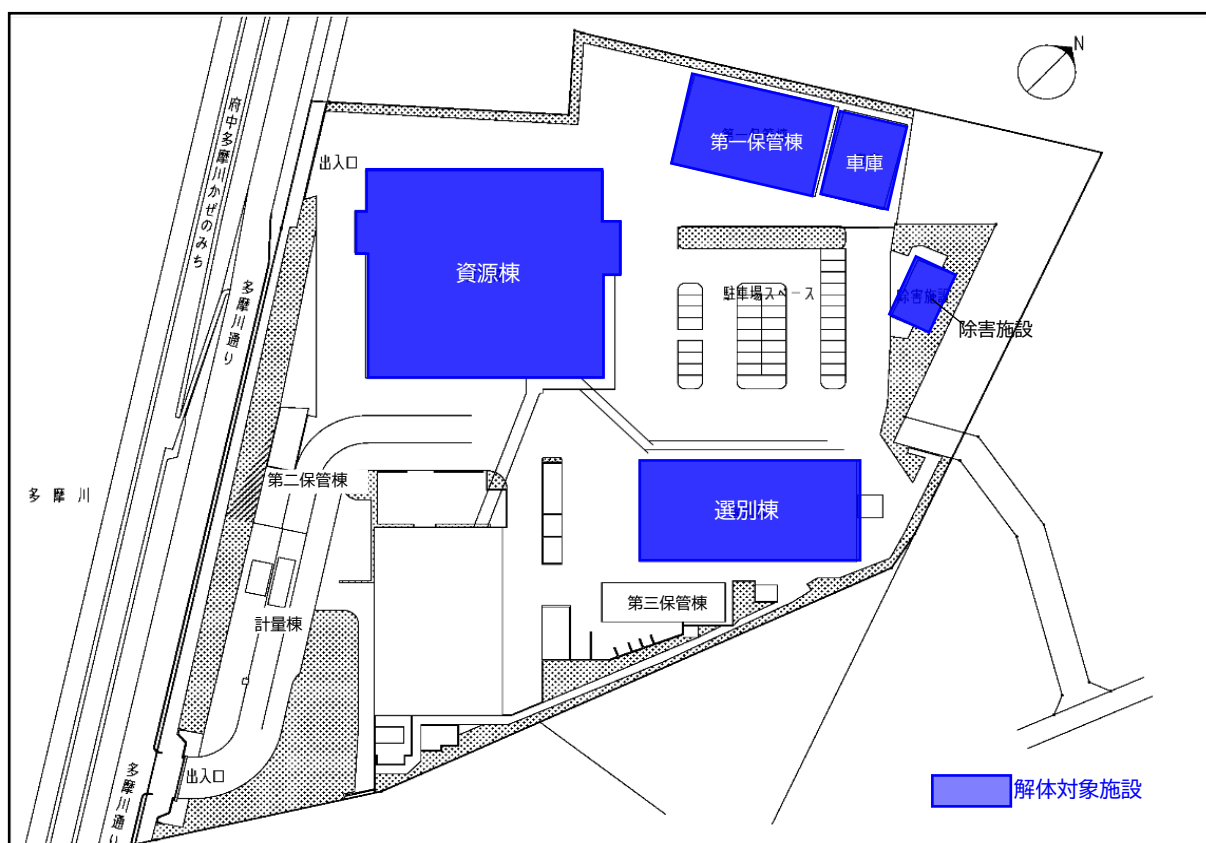 N
府中多摩川かぜのみち
出入口
第一保管棟
車庫
資源棟
多摩川通り
駐車場スペース
除害施設
除害施設
多摩川
第二保管棟
選別棟
第三保管棟
計量棟
出入口
多摩川通り
解体対象施設